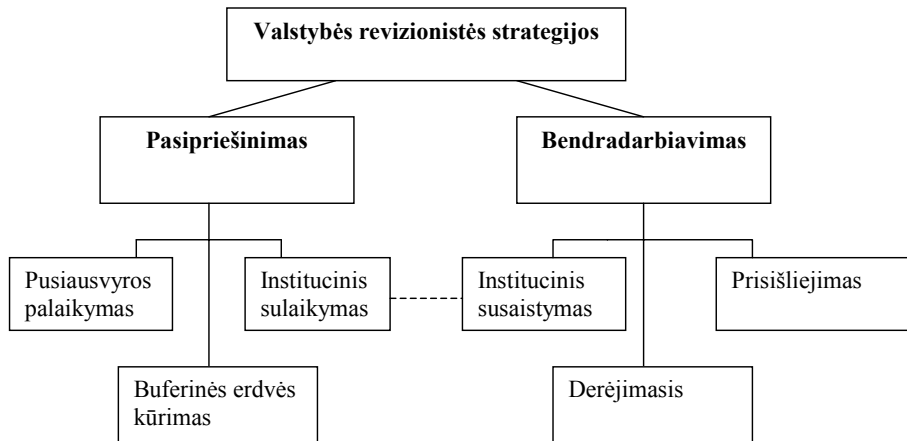 Valstybės revizionistės strategijos
Pasipriešinimas
Bendradarbiavimas
Pusiausvyros
palaikymas
Institucinis
sulaikymas
Institucinis
susaistymas
Prisišliejimas
Buferinės erdvės
kūrimas
Derėjimasis